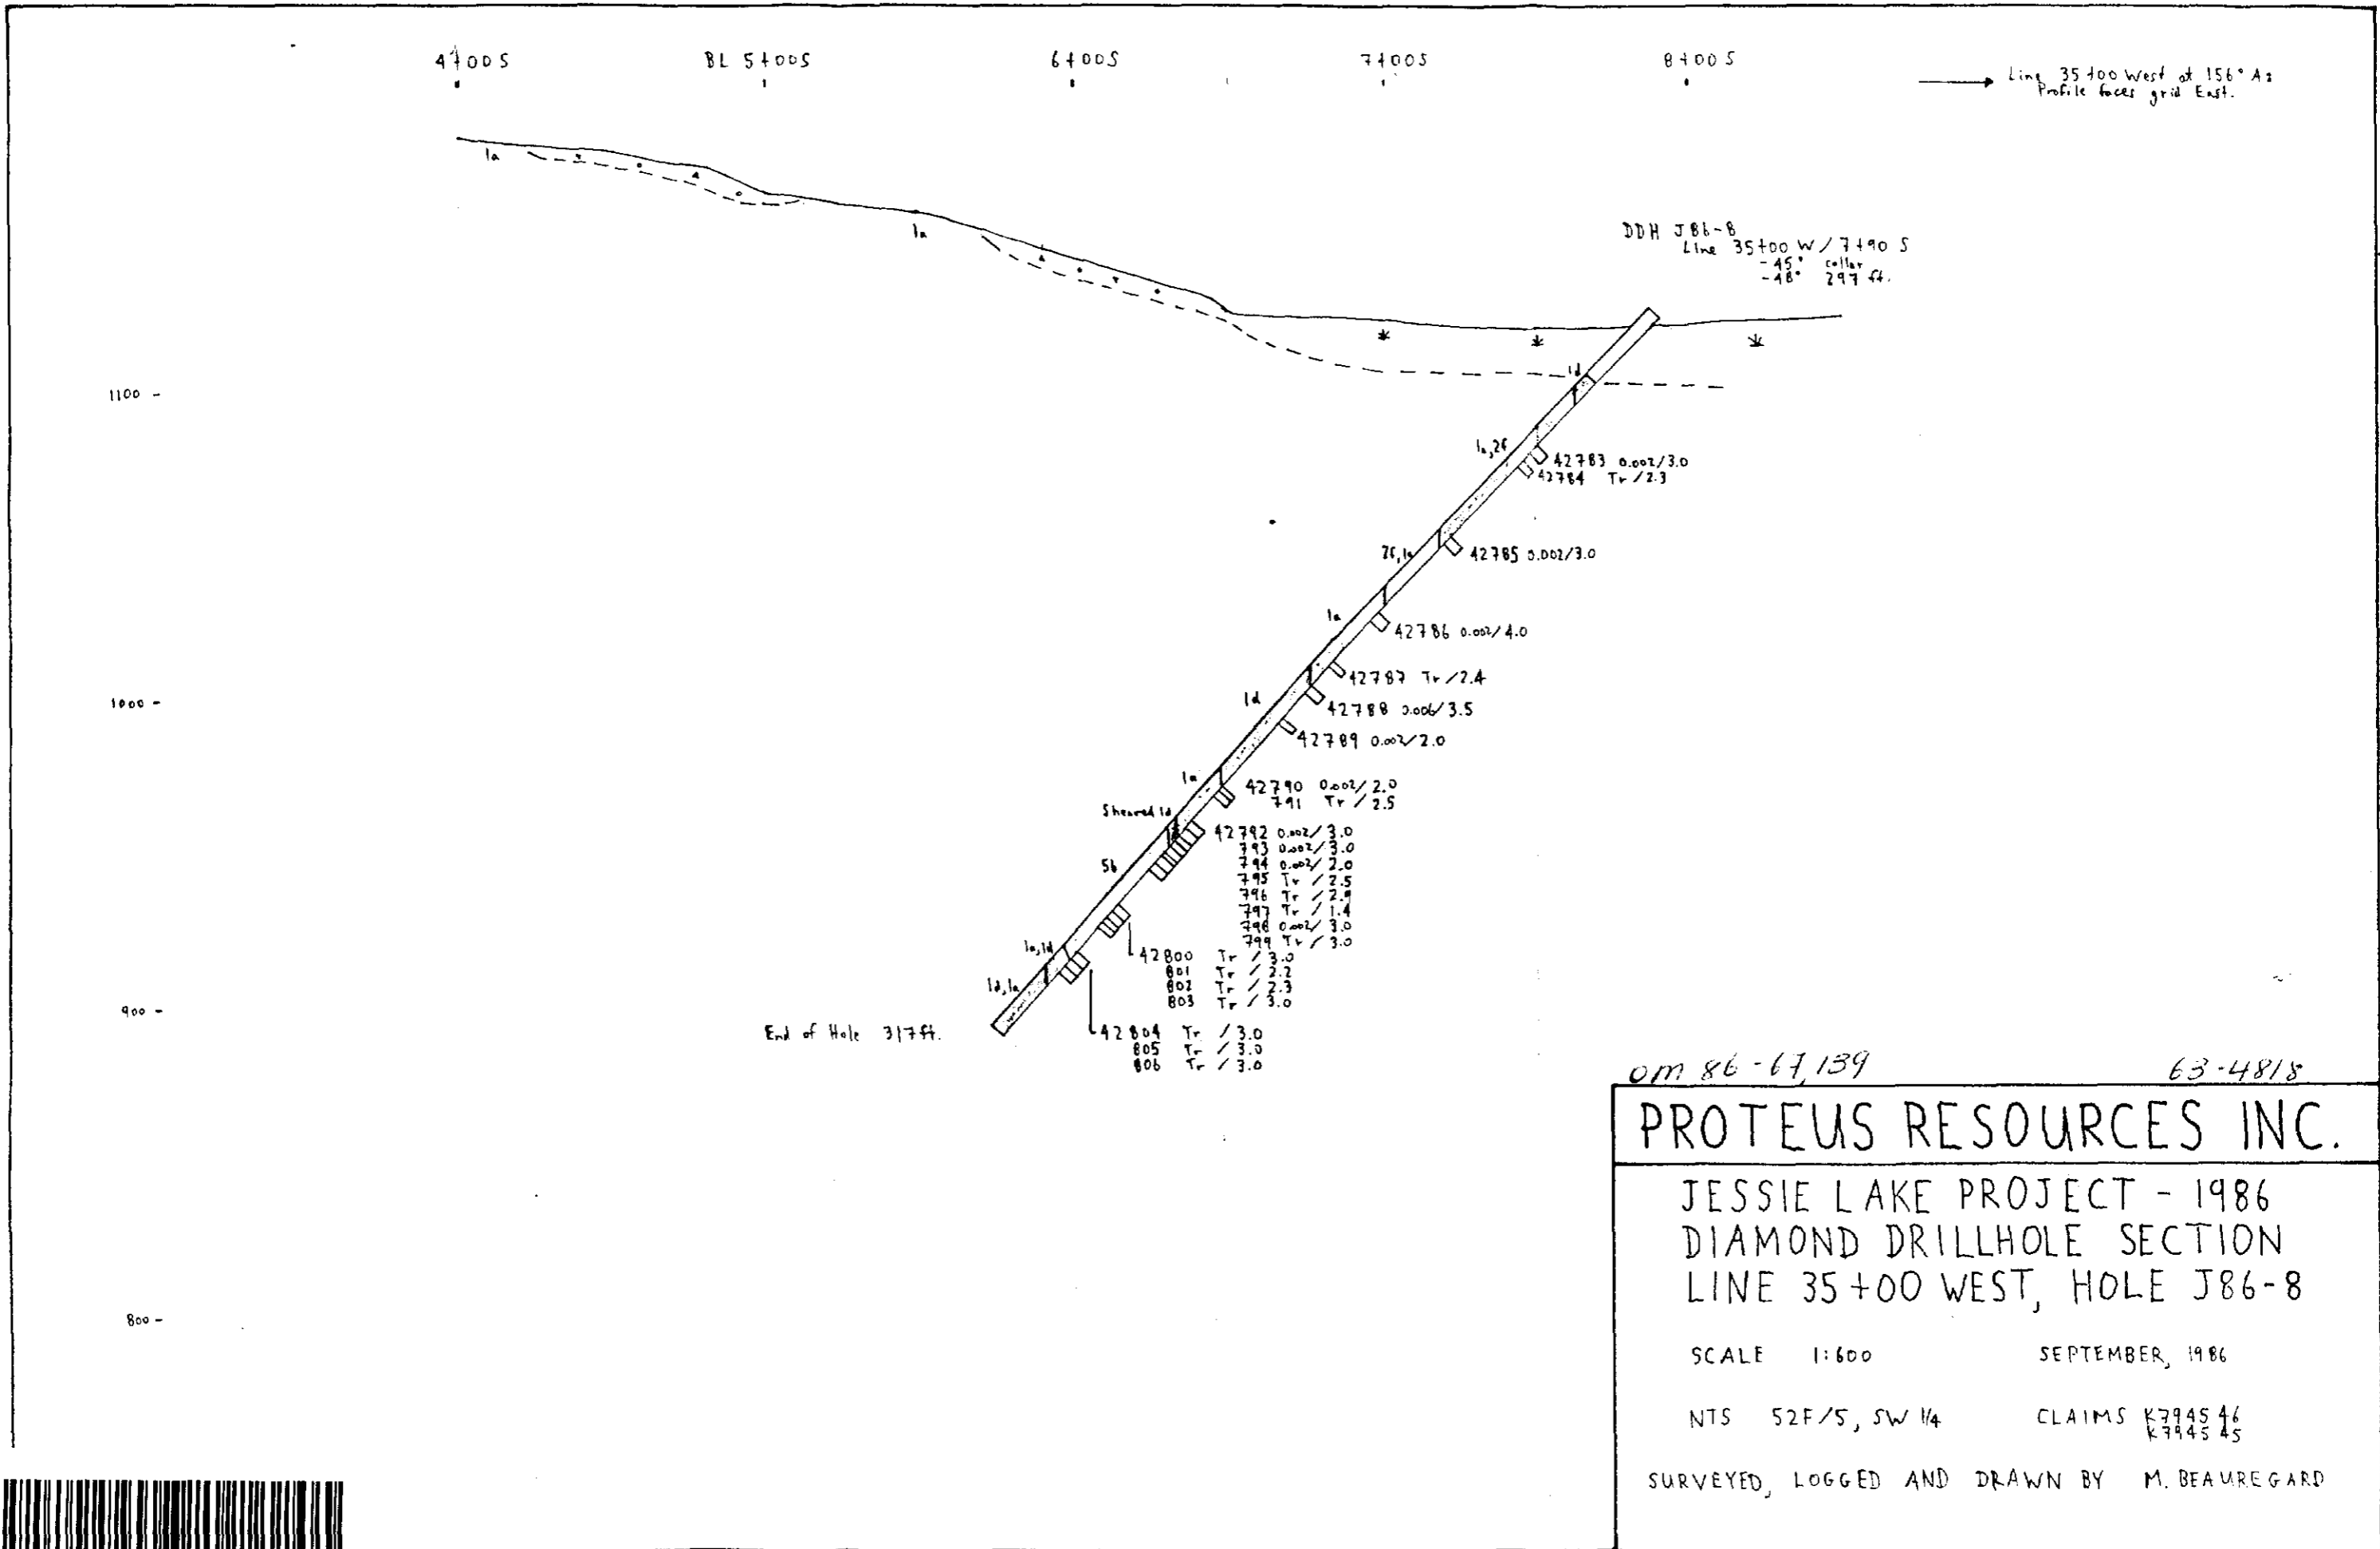 4+00S BL 5+00S 6+00S 7+00S 8+00S
Line 35+00 West at 156° Az
Profile faces grid East.
1a
1a
DDH J86-8
Line 35+00 W/7+90 S
-45° collar
-48° 297 ft.
1100 -
1d
1a,2f
42783 0.002/3.0
42784 Tr/2.3
2f,1a
42785 0.002/3.0
1a
42786 0.002/4.0
42787 Tr/2.4
1000 -
1d
42788 0.006/3.5
42789 0.002/2.0
1a
42790 0.002/2.0
791 Tr/2.5
Sheared 1d
42792 0.002/3.0
793 0.002/3.0
794 0.002/2.0
795 Tr/2.5
796 Tr/2.9
797 Tr/1.4
798 0.002/3.0
799 Tr/3.0
5b
1a,1d
42800 Tr/3.0
801 Tr/2.2
802 Tr/2.3
803 Tr/3.0
1d,1a
900 -
End of Hole 317ft.
42804 Tr/3.0
805 Tr/3.0
806 Tr/3.0
800 -
om 86-67,139 63-4818
PROTEUS RESOURCES INC.
JESSIE LAKE PROJECT - 1986
DIAMOND DRILLHOLE SECTION
LINE 35+00 WEST, HOLE J86-8
SCALE 1:600 SEPTEMBER, 1986
NTS 52F/5, SW 1/4 CLAIMS K794546
K794545
SURVEYED, LOGGED AND DRAWN BY M. BEAUREGARD